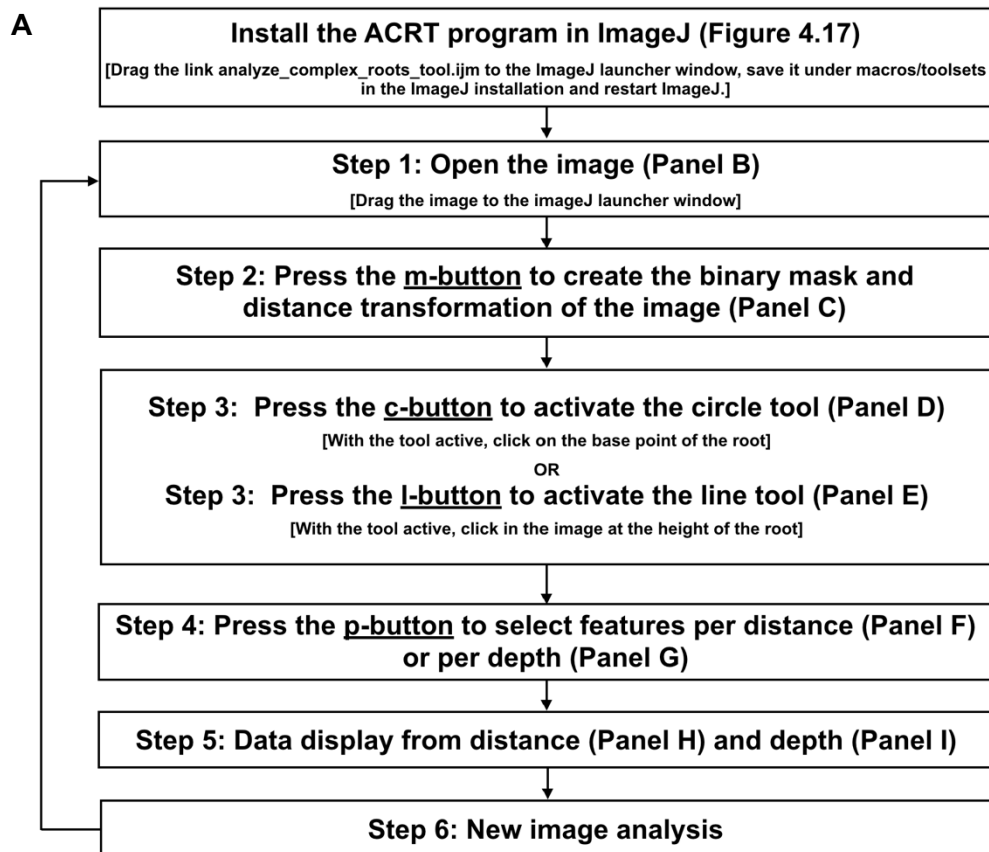 A
Install the ACRT program in ImageJ (Figure 4.17)
[Drag the link analyze_complex_roots_tool.ijm to the ImageJ launcher window, save it under macros/toolsets
in the ImageJ installation and restart ImageJ.]
Step 1: Open the image (Panel B)
[Drag the image to the imageJ launcher window]
Step 2: Press the m-button to create the binary mask and
distance transformation of the image (Panel C)
Step 3: Press the c-button to activate the circle tool (Panel D)
[With the tool active, click on the base point of the root]
OR
Step 3: Press the l-button to activate the line tool (Panel E)
[With the tool active, click in the image at the height of the root]
Step 4: Press the p-button to select features per distance (Panel F)
or per depth (Panel G)
Step 5: Data display from distance (Panel H) and depth (Panel I)
Step 6: New image analysis